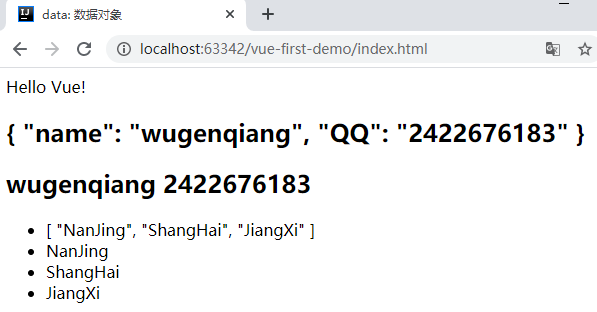 data: 数据对象
localhost:63342/vue-first-demo/index.html
Hello Vue!
{ "name": "wugenqiang", "QQ": "2422676183" }
wugenqiang 2422676183
[ "NanJing", "ShangHai", "JiangXi" ]
NanJing
ShangHai
JiangXi